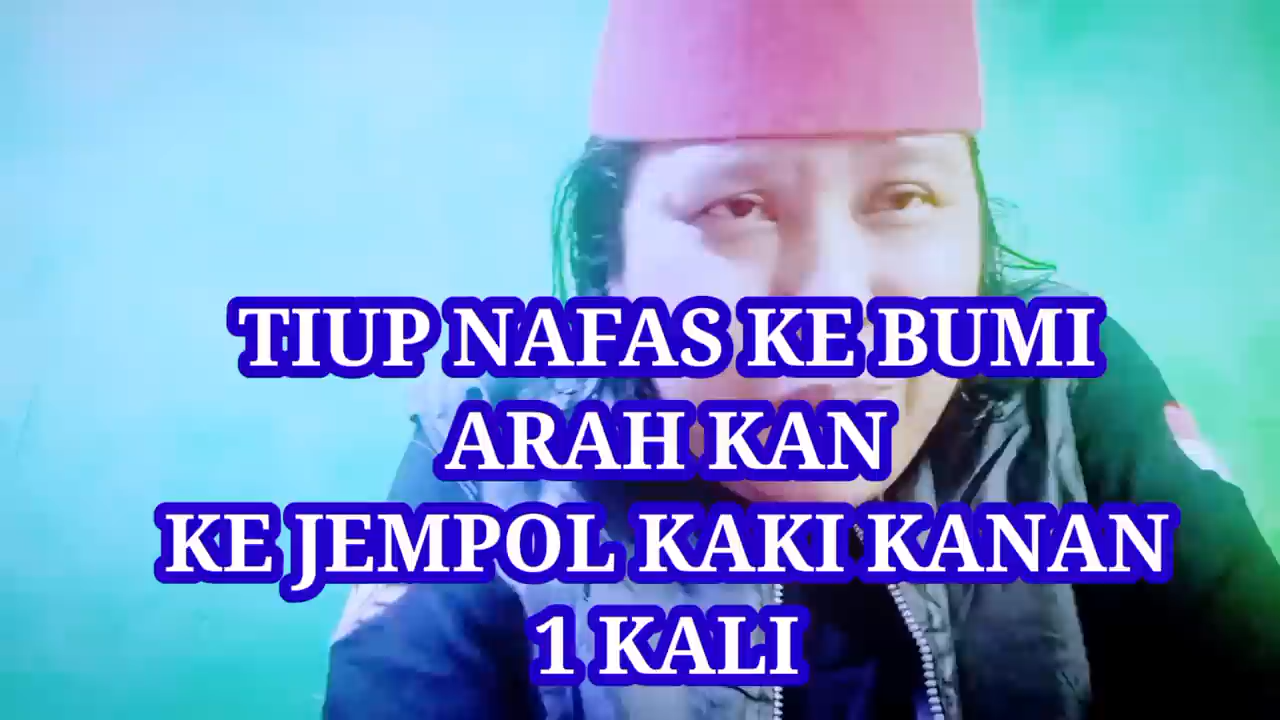 TIUP NAFAS KE BUMI
ARAH KAN
KE JEMPOL KAKI KANAN
1 KALI